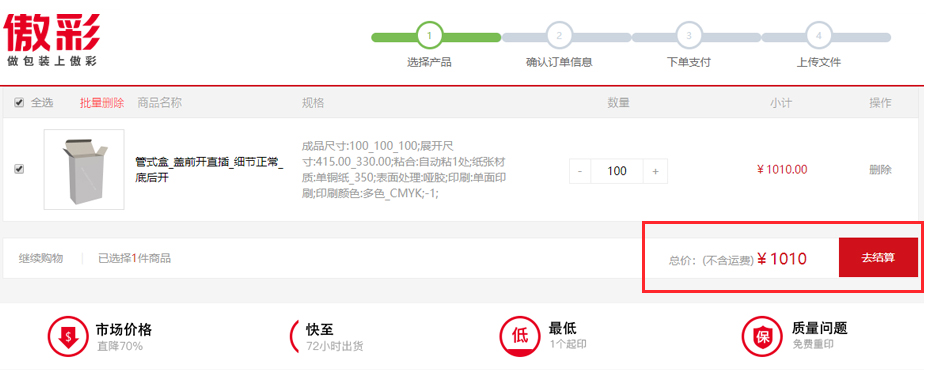 傲彩
做包装上傲彩
1 2 3 4
选择产品 确认订单信息 下单支付 上传文件
全选 批量删除 商品名称 规格 数量 小计 操作
管式盒_盖前开直插_细节正常_
底后开
成品尺寸:100_100_100;展开尺
寸:415.00_330.00;粘合:自动粘1处;纸张材
质:单铜纸_350;表面处理:哑胶;印刷:单面印
刷;印刷颜色:多色_CMYK;-1;
- 100 +
¥ 1010.00
删除
继续购物 已选择1件商品
总价: (不含运费) ¥ 1010
去结算
$ 市场价格
直降70%
快至
72小时出货
低 最低
1个起印
保 质量问题
免费重印